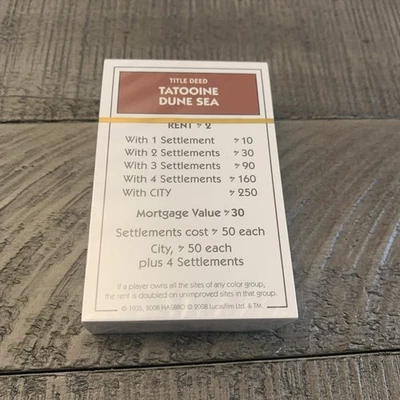 TITLE DEED
TATOOINE
DUNE SEA
RENT 2
With 1 Settlement 10
With 2 Settlements 30
With 3 Settlements 90
With 4 Settlements 160
With CITY 250
Mortgage Value 30
Settlements cost 50 each
City, 50 each
plus 4 Settlements
If a player owns all the sites of any color group,
the rent is doubled on unimproved sites in that group.
© 1935, 2008 HASBRO © 2008 Lucasfilm Ltd. & TM.